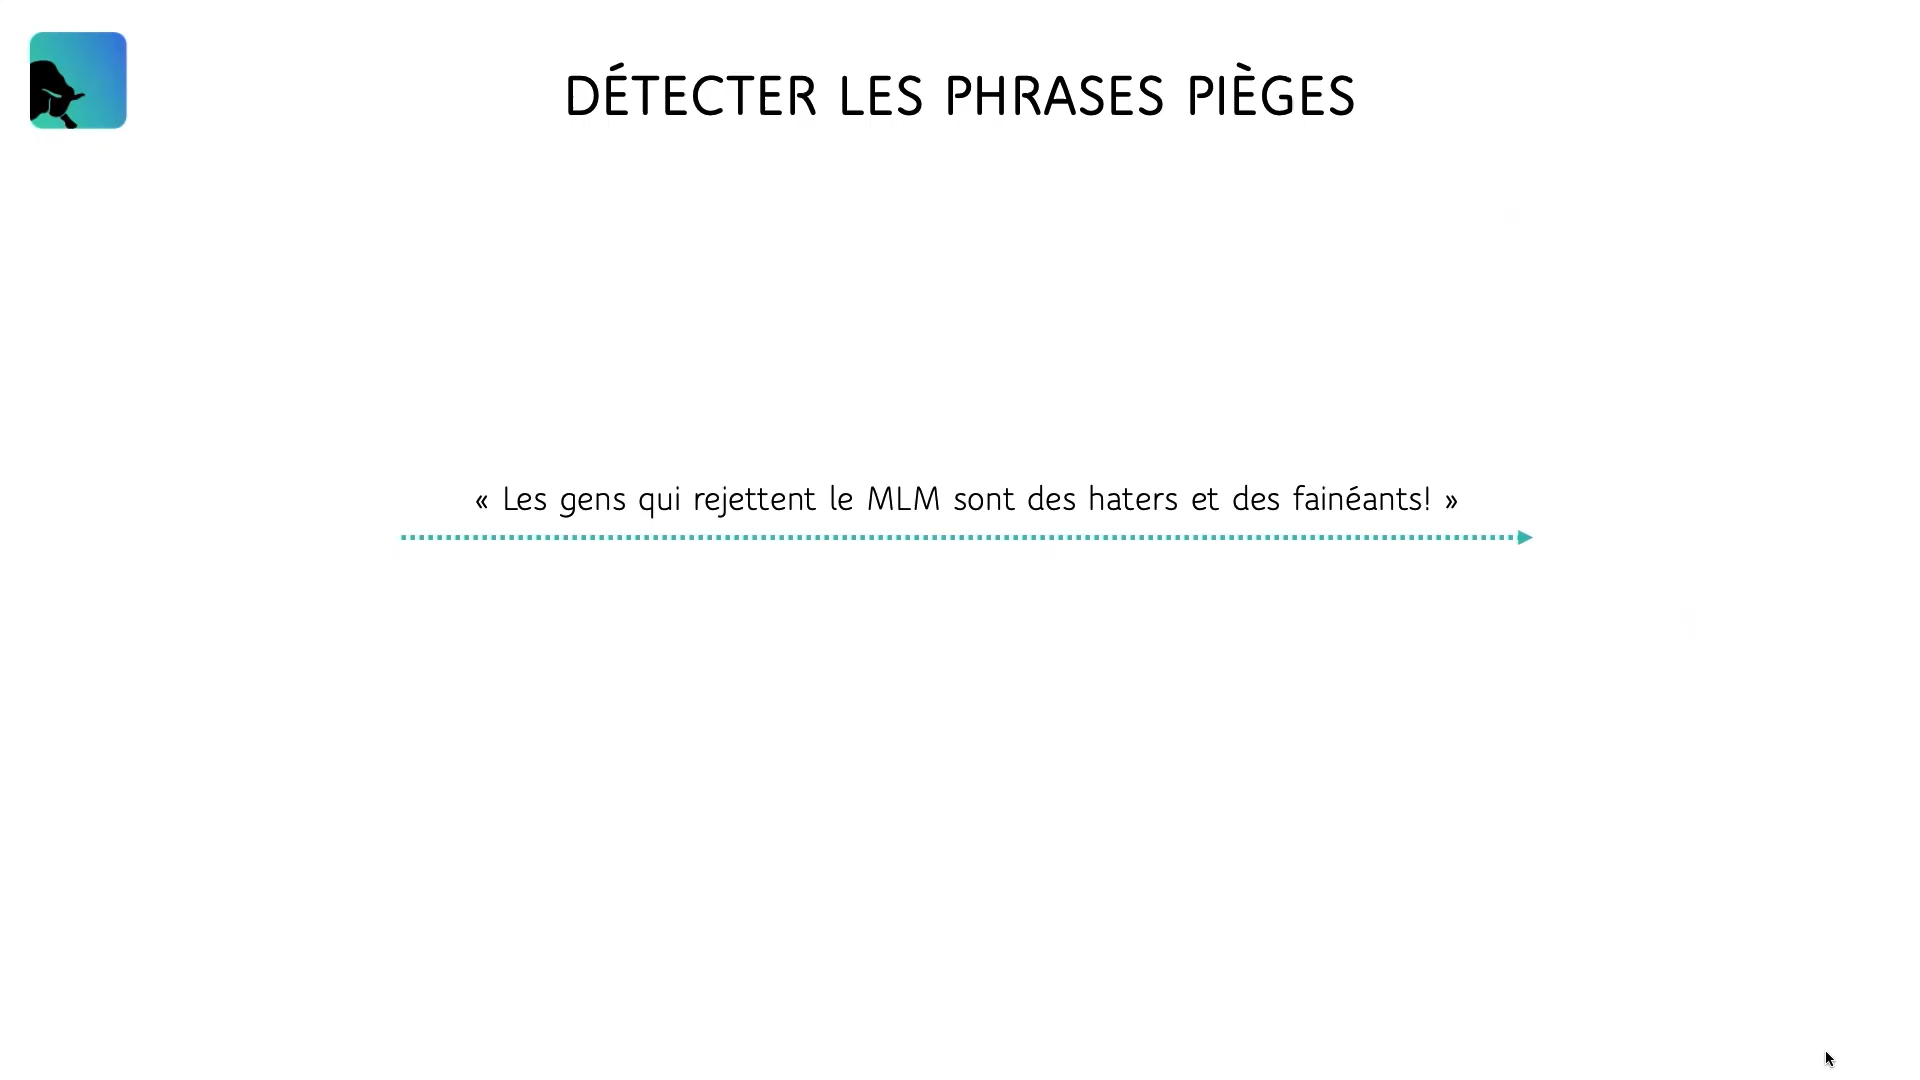 DÉTECTER LES PHRASES PIÈGES
« Les gens qui rejettent le MLM sont des haters et des fainéants! »